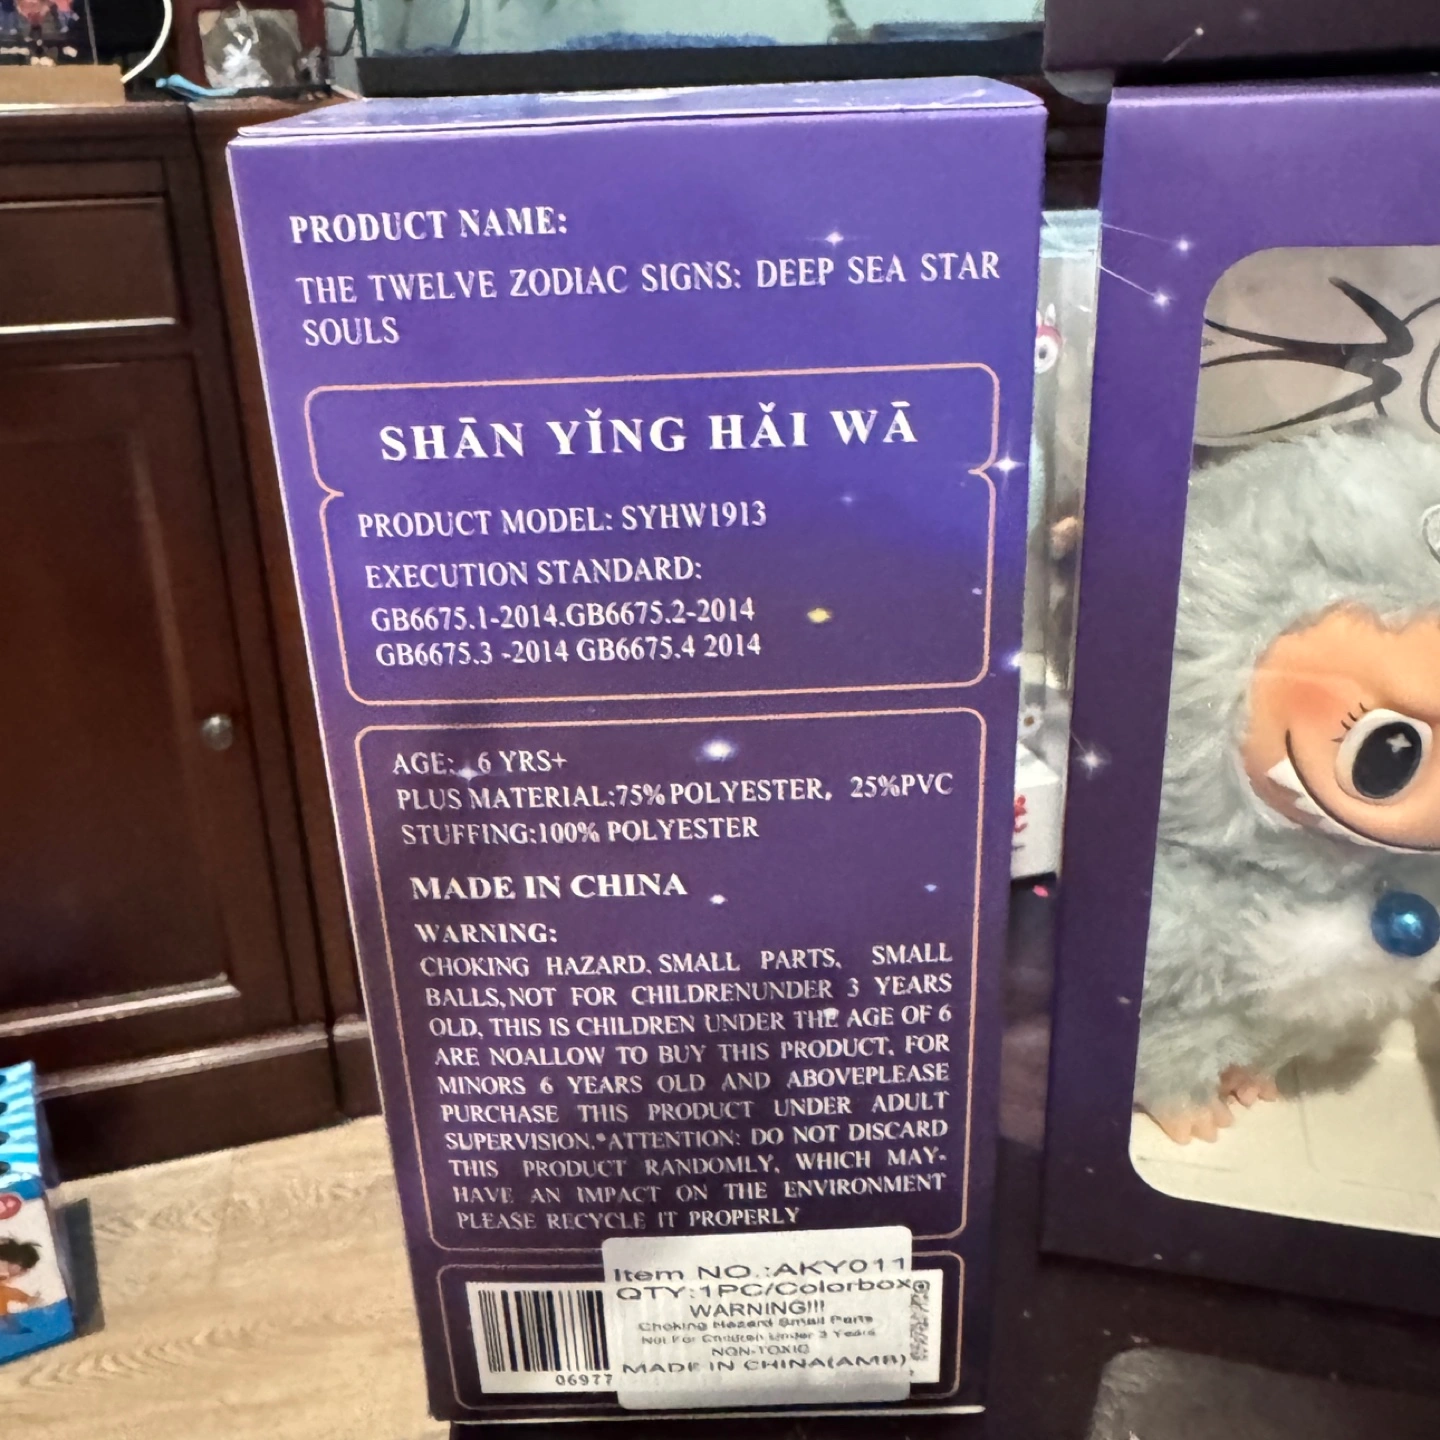 PRODUCT NAME:
THE TWELVE ZODIAC SIGNS: DEEP SEA STAR
SOULS
SHĀN YǏNG HǍI WĀ
PRODUCT MODEL: SYHW1913
EXECUTION STANDARD:
GB6675.1-2014.GB6675.2-2014
GB6675.3 -2014 GB6675.4 2014
AGE: 6 YRS+
PLUS MATERIAL:75% POLYESTER, 25%PVC
STUFFING:100% POLYESTER
MADE IN CHINA
WARNING:
CHOKING HAZARD. SMALL PARTS, SMALL
BALLS,NOT FOR CHILDRENUNDER 3 YEARS
OLD, THIS IS CHILDREN UNDER THE AGE OF 6
ARE NOALLOW TO BUY THIS PRODUCT. FOR
MINORS 6 YEARS OLD AND ABOVEPLEASE
PURCHASE THIS PRODUCT UNDER ADULT
SUPERVISION.*ATTENTION: DO NOT DISCARD
THIS PRODUCT RANDOMLY, WHICH MAY-
HAVE AN IMPACT ON THE ENVIRONMENT
PLEASE RECYCLE IT PROPERLY
Item NO.:AKY011
QTY:1PC/Colorbox
WARNING!!!
Choking Hazard Small Parts
Not For Children Under 3 Years
NON-TOXIC
MADE IN CHINA(AMB)
06977